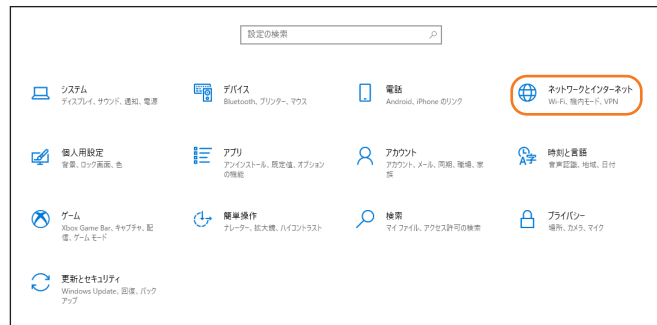 設定の検索
システム
ディスプレイ、サウンド、通知、電源
デバイス
Bluetooth、プリンター、マウス
電話
Android、iPhone のリンク
ネットワークとインターネット
Wi-Fi、機内モード、VPN
個人用設定
背景、ロック画面、色
アプリ
アンインストール、既定値、オプション
の機能
アカウント
アカウント、メール、同期、職場、家
族
時刻と言語
音声認識、地域、日付
ゲーム
Xbox Game Bar、キャプチャ、配
信、ゲーム モード
簡単操作
ナレーター、拡大鏡、ハイコントラスト
検索
マイ ファイル、アクセス許可の検索
プライバシー
場所、カメラ、マイク
更新とセキュリティ
Windows Update、回復、バック
アップ